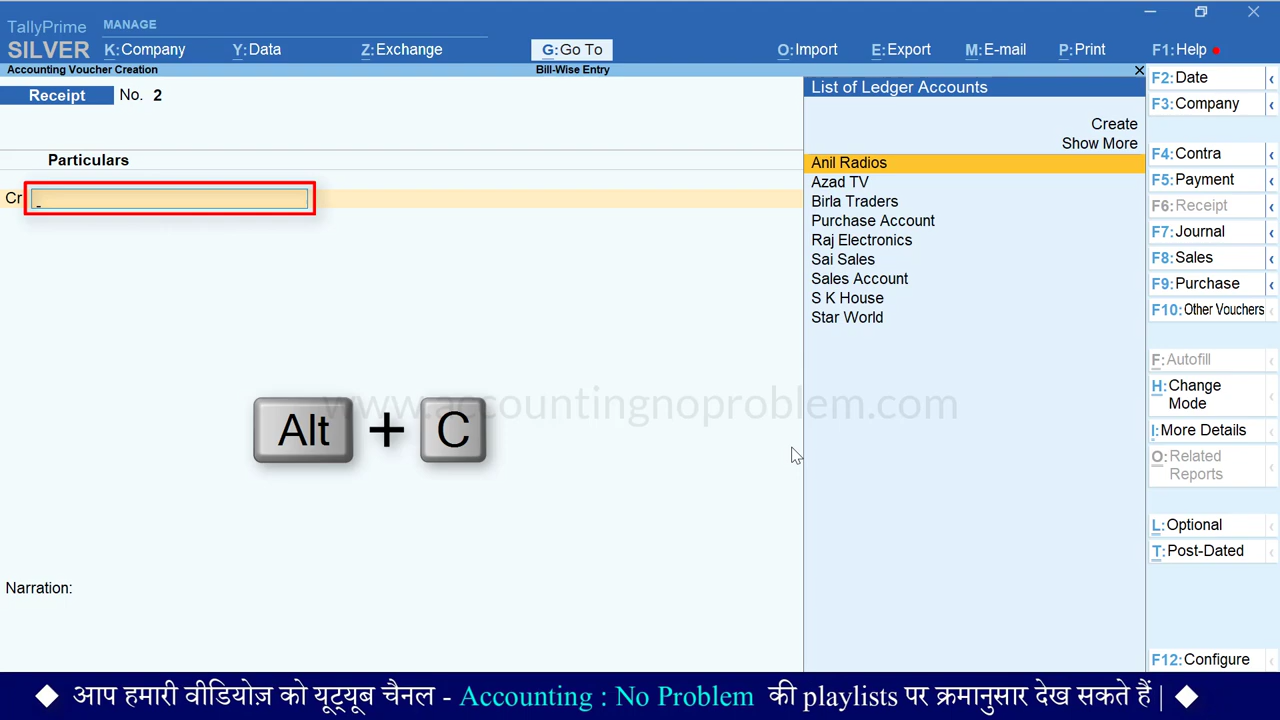 TallyPrime
MANAGE
SILVER
K:Company
Y:Data
Z:Exchange
G:Go To
O:Import
E:Export
M:E-mail
P:Print
F1:Help
Accounting Voucher Creation
Bill-Wise Entry
Receipt No. 2
Particulars
Cr
List of Ledger Accounts
Create
Show More
Anil Radios
Azad TV
Birla Traders
Purchase Account
Raj Electronics
Sai Sales
Sales Account
S K House
Star World
F2:Date
F3:Company
F4:Contra
F5:Payment
F6:Receipt
F7:Journal
F8:Sales
F9:Purchase
F10:Other Vouchers
F:Autofill
H:Change
Mode
I:More Details
O:Related
Reports
L:Optional
T:Post-Dated
F12:Configure
www.accountingnoproblem.com
Alt + C
Narration:
◆ आप हमारी वीडियोज़ को यूट्यूब चैनल - Accounting : No Problem की playlists पर क्रमानुसार देख सकते हैं | ◆